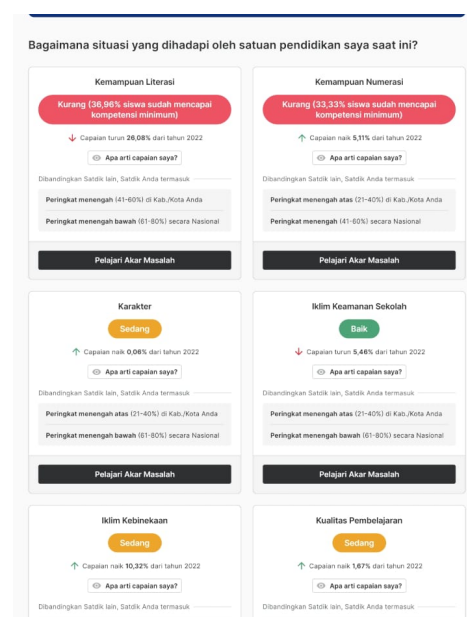 Bagaimana situasi yang dihadapi oleh satuan pendidikan saya saat ini?
Kemampuan Literasi
Kurang (36,96% siswa sudah mencapai
kompetensi minimum)
Capaian turun 26,08% dari tahun 2022
Apa arti capaian saya?
Dibandingkan Satdik lain, Satdik Anda termasuk
Peringkat menengah (41-60%) di Kab./Kota Anda
Peringkat menengah bawah (61-80%) secara Nasional
Pelajari Akar Masalah
Kemampuan Numerasi
Kurang (33,33% siswa sudah mencapai
kompetensi minimum)
Capaian naik 5,11% dari tahun 2022
Apa arti capaian saya?
Dibandingkan Satdik lain, Satdik Anda termasuk
Peringkat menengah atas (21-40%) di Kab./Kota Anda
Peringkat menengah (41-60%) secara Nasional
Pelajari Akar Masalah
Karakter
Sedang
Capaian naik 0,06% dari tahun 2022
Apa arti capaian saya?
Dibandingkan Satdik lain, Satdik Anda termasuk
Peringkat menengah atas (21-40%) di Kab./Kota Anda
Peringkat menengah bawah (61-80%) secara Nasional
Pelajari Akar Masalah
Iklim Keamanan Sekolah
Baik
Capaian turun 5,46% dari tahun 2022
Apa arti capaian saya?
Dibandingkan Satdik lain, Satdik Anda termasuk
Peringkat menengah atas (21-40%) di Kab./Kota Anda
Peringkat menengah bawah (61-80%) secara Nasional
Pelajari Akar Masalah
Iklim Kebinekaan
Sedang
Capaian naik 10,32% dari tahun 2022
Apa arti capaian saya?
Dibandingkan Satdik lain, Satdik Anda termasuk
Kualitas Pembelajaran
Sedang
Capaian naik 1,67% dari tahun 2022
Apa arti capaian saya?
Dibandingkan Satdik lain, Satdik Anda termasuk